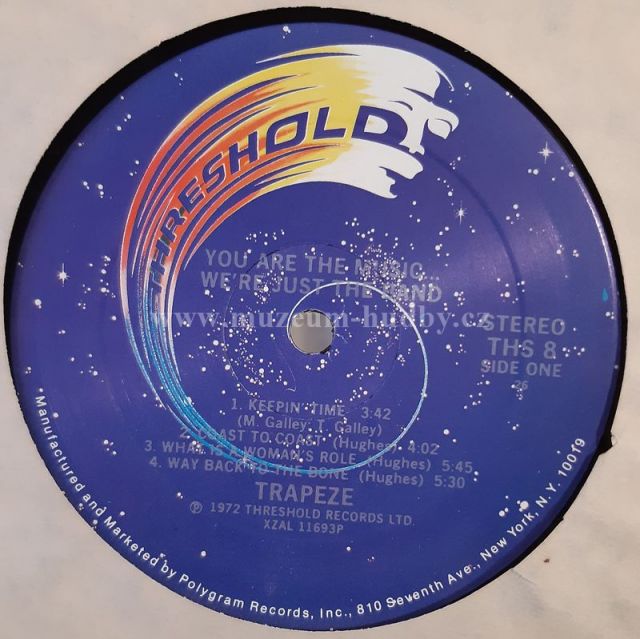 THRESHOLD
YOU ARE THE MUSIC...
WE'RE JUST THE BAND
www.muzeum-hudby.cz
STEREO
THS 8
SIDE ONE
26
1. KEEPIN' TIME 3:42
(M. Galley; T. Galley)
2. COAST TO COAST (Hughes) 4:02
3. WHAT IS A WOMAN'S ROLE (Hughes) 5:45
4. WAY BACK TO THE BONE (Hughes) 5:30
TRAPEZE
℗ 1972 THRESHOLD RECORDS LTD.
XZAL 11693P
Manufactured and Marketed by Polygram Records, Inc., 810 Seventh Ave., New York, N.Y. 10019